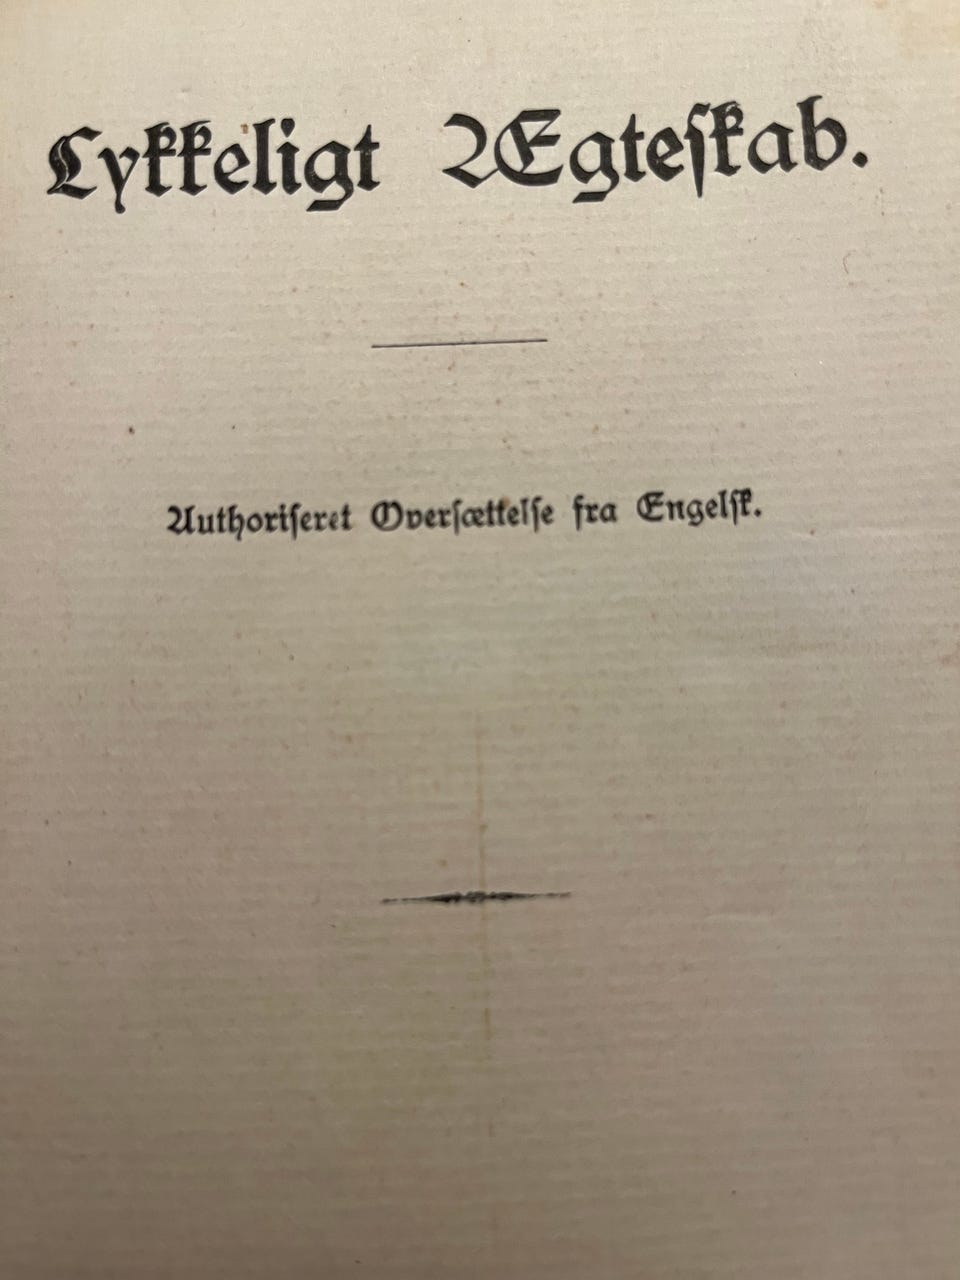 Lykkeligt Ægteskab.
Authoriseret Oversættelse fra Engelsk.